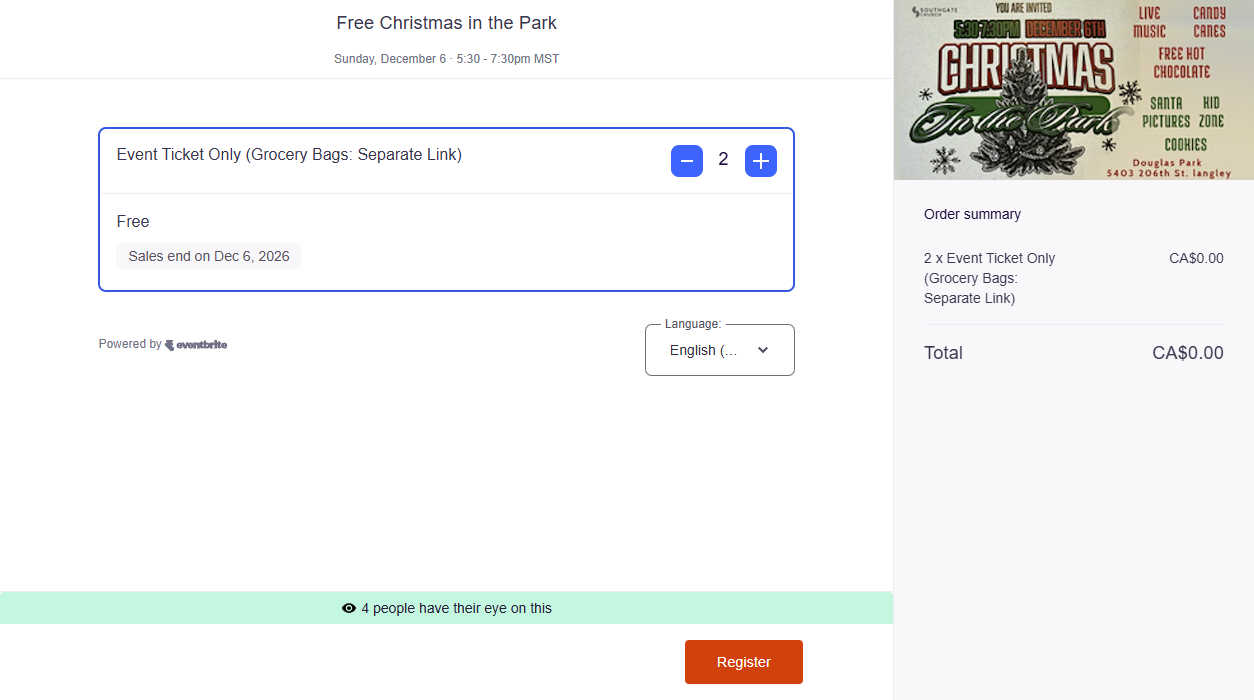 Free Christmas in the Park
Sunday, December 6 · 5:30 - 7:30pm MST
Event Ticket Only (Grocery Bags: Separate Link)
2
Free
Sales end on Dec 6, 2026
Powered by eventbrite
Language:
English (...
4 people have their eye on this
Register
SOUTHGATE
CHURCH
YOU ARE INVITED
5:30-7:30PM DECEMBER 6TH
CHRISTMAS
In the Park
LIVE
MUSIC
CANDY
CANES
FREE HOT
CHOCOLATE
SANTA
PICTURES
KID
ZONE
COOKIES
Douglas Park
5403 206th St. langley
Order summary
2 x Event Ticket Only
(Grocery Bags:
Separate Link)
CA$0.00
Total
CA$0.00